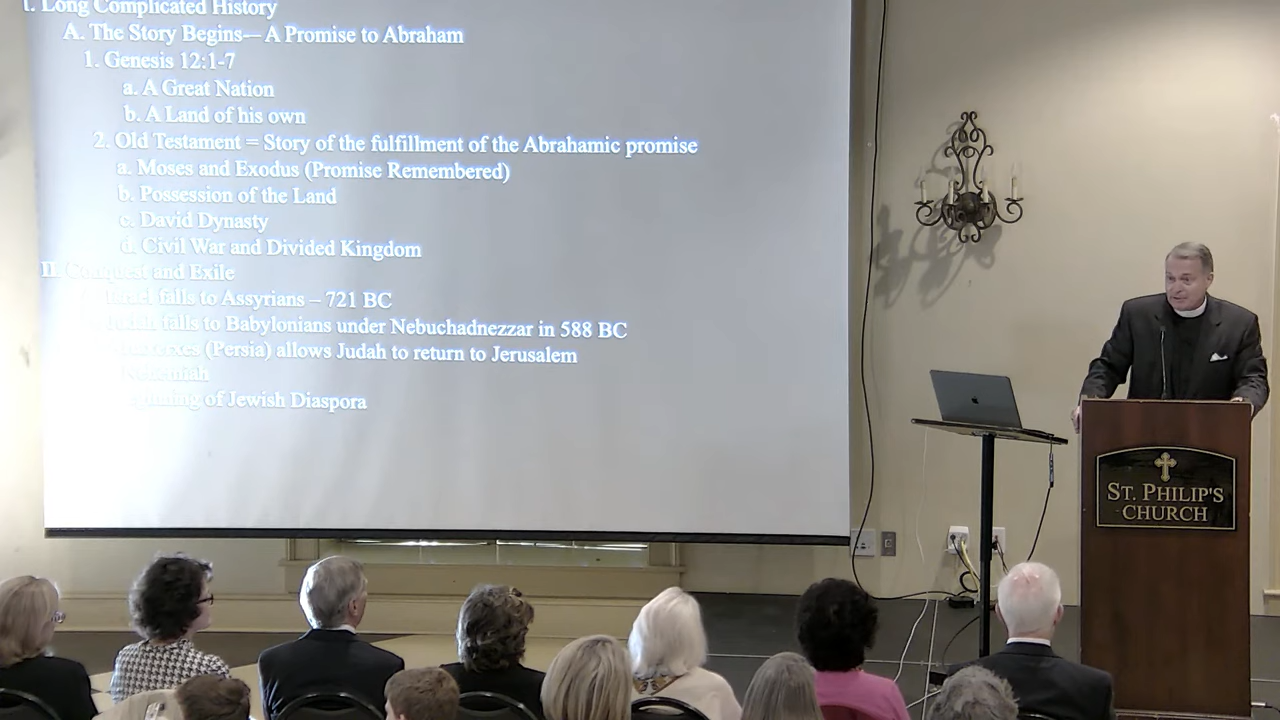 I. Long Complicated History
A. The Story Begins— A Promise to Abraham
1. Genesis 12:1-7
a. A Great Nation
b. A Land of his own
2. Old Testament = Story of the fulfillment of the Abrahamic promise
a. Moses and Exodus (Promise Remembered)
b. Possession of the Land
c. David Dynasty
d. Civil War and Divided Kingdom
II. Conquest and Exile
falls to Assyrians – 721 BC
falls to Babylonians under Nebuchadnezzar in 588 BC
(Persia) allows Judah to return to Jerusalem
Nehemiah
of Jewish Diaspora
ST. PHILIP'S
CHURCH